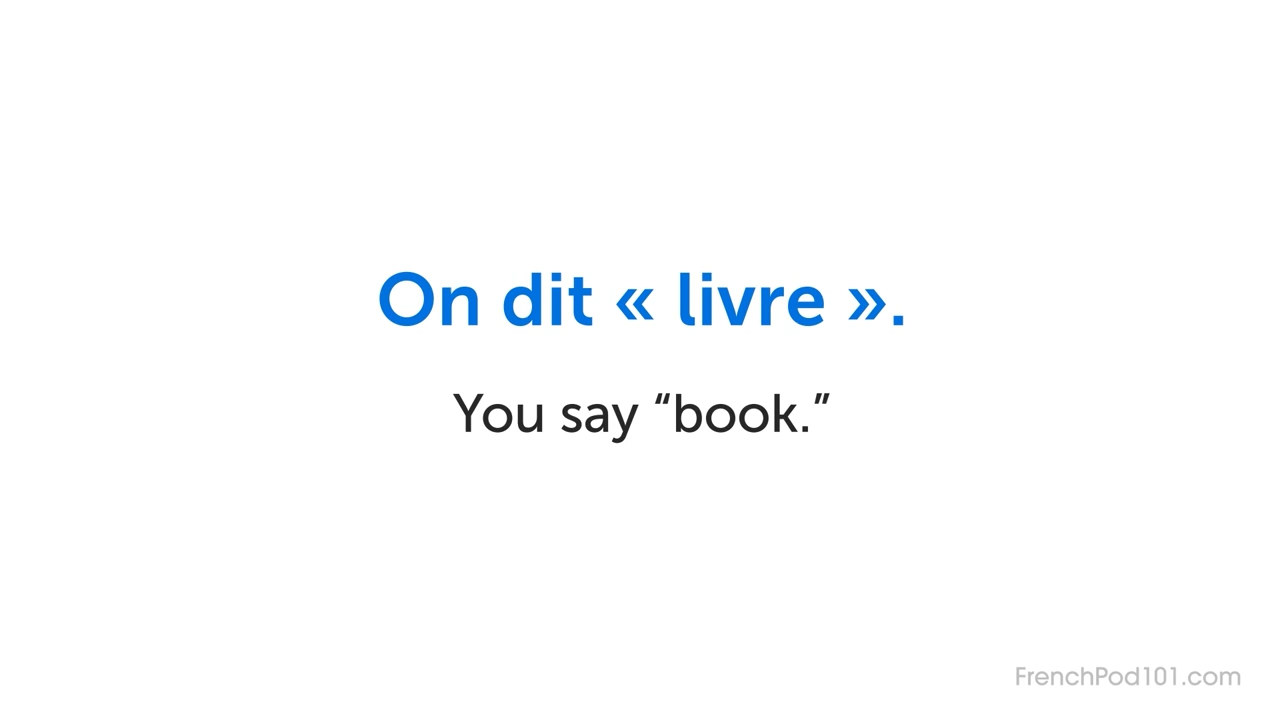 On dit « livre ».
You say “book.”
FrenchPod101.com